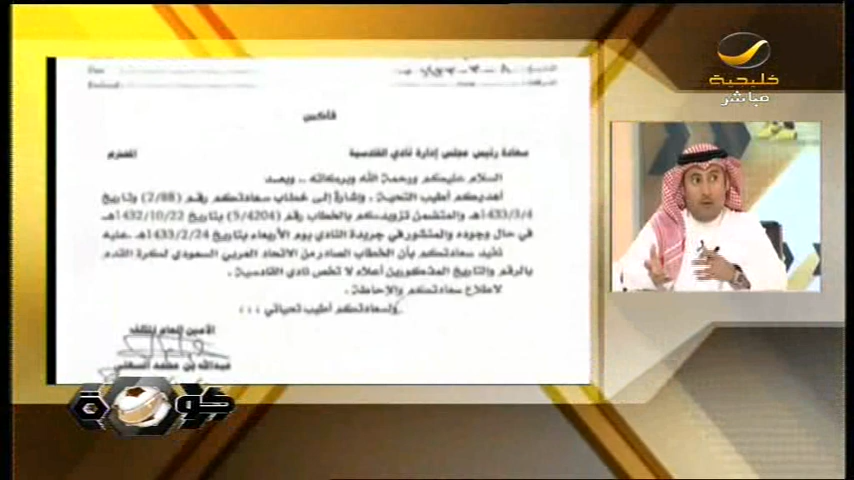 خليجية
مباشر
فاكس
سعادة رئيس مجلس إدارة نادي القادسية المحترم
السلام عليكم ورحمة الله وبركاته .. وبعد
أهديكم أطيب التحية ، وإشارة إلى خطاب سعادتكم رقم (2/88) وتاريخ
1433/3/4هـ والمتضمن تزويدكم بالخطاب رقم (5/4204) بتاريخ 1432/10/22هـ
في حال وجوده والمنشور في جريدة النادي يوم الأربعاء بتاريخ 1433/2/24هـ. عليه
نفيد سعادتكم بأن الخطاب الصادر من الاتحاد العربي السعودي لكرة القدم
بالرقم والتاريخ المذكورين أعلاه لا تخص نادي القادسية .
لاطلاع سعادتكم والإحاطة .
ولسعادتكم أطيب تحياتي ،،،
الأمين العام المكلف
عبدالله بن محمد
كورة